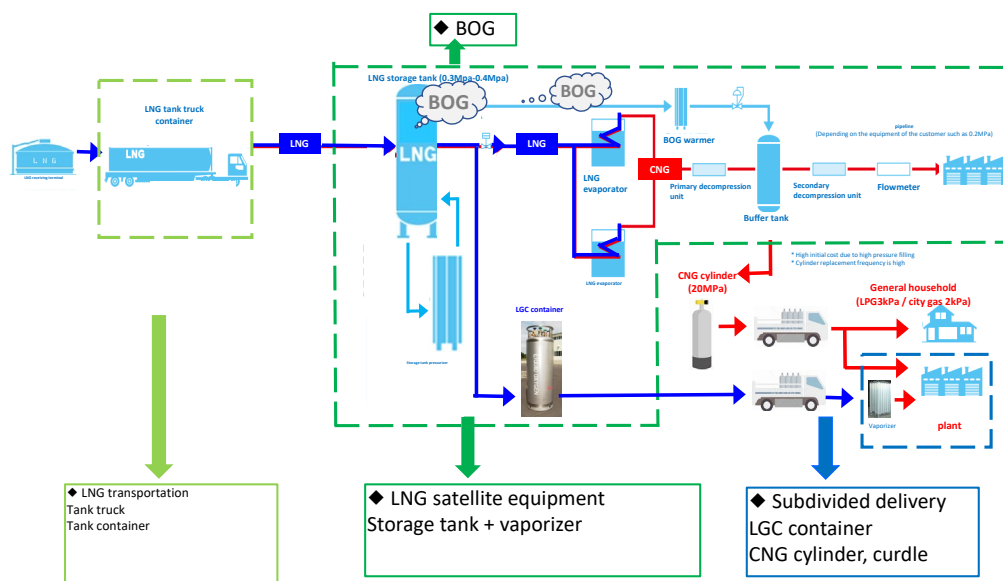 ◆ BOG
LNG storage tank (0.3Mpa-0.4Mpa)
BOG
BOG
LNG tank truck
container
LNG
LNG
LNG receiving terminal
LNG
LNG
LNG
LNG
evaporator
LNG evaporator
CNG
BOG warmer
Primary decompression
unit
Buffer tank
Secondary
decompression unit
Flowmeter
pipeline
(Depending on the equipment of the customer such as 0.2MPa)
* High initial cost due to high pressure filling
* Cylinder replacement frequency is high
CNG cylinder
(20MPa)
General household
(LPG3kPa / city gas 2kPa)
LGC container
Vaporizer
plant
◆ LNG transportation
Tank truck
Tank container
◆ LNG satellite equipment
Storage tank + vaporizer
◆ Subdivided delivery
LGC container
CNG cylinder, curdle